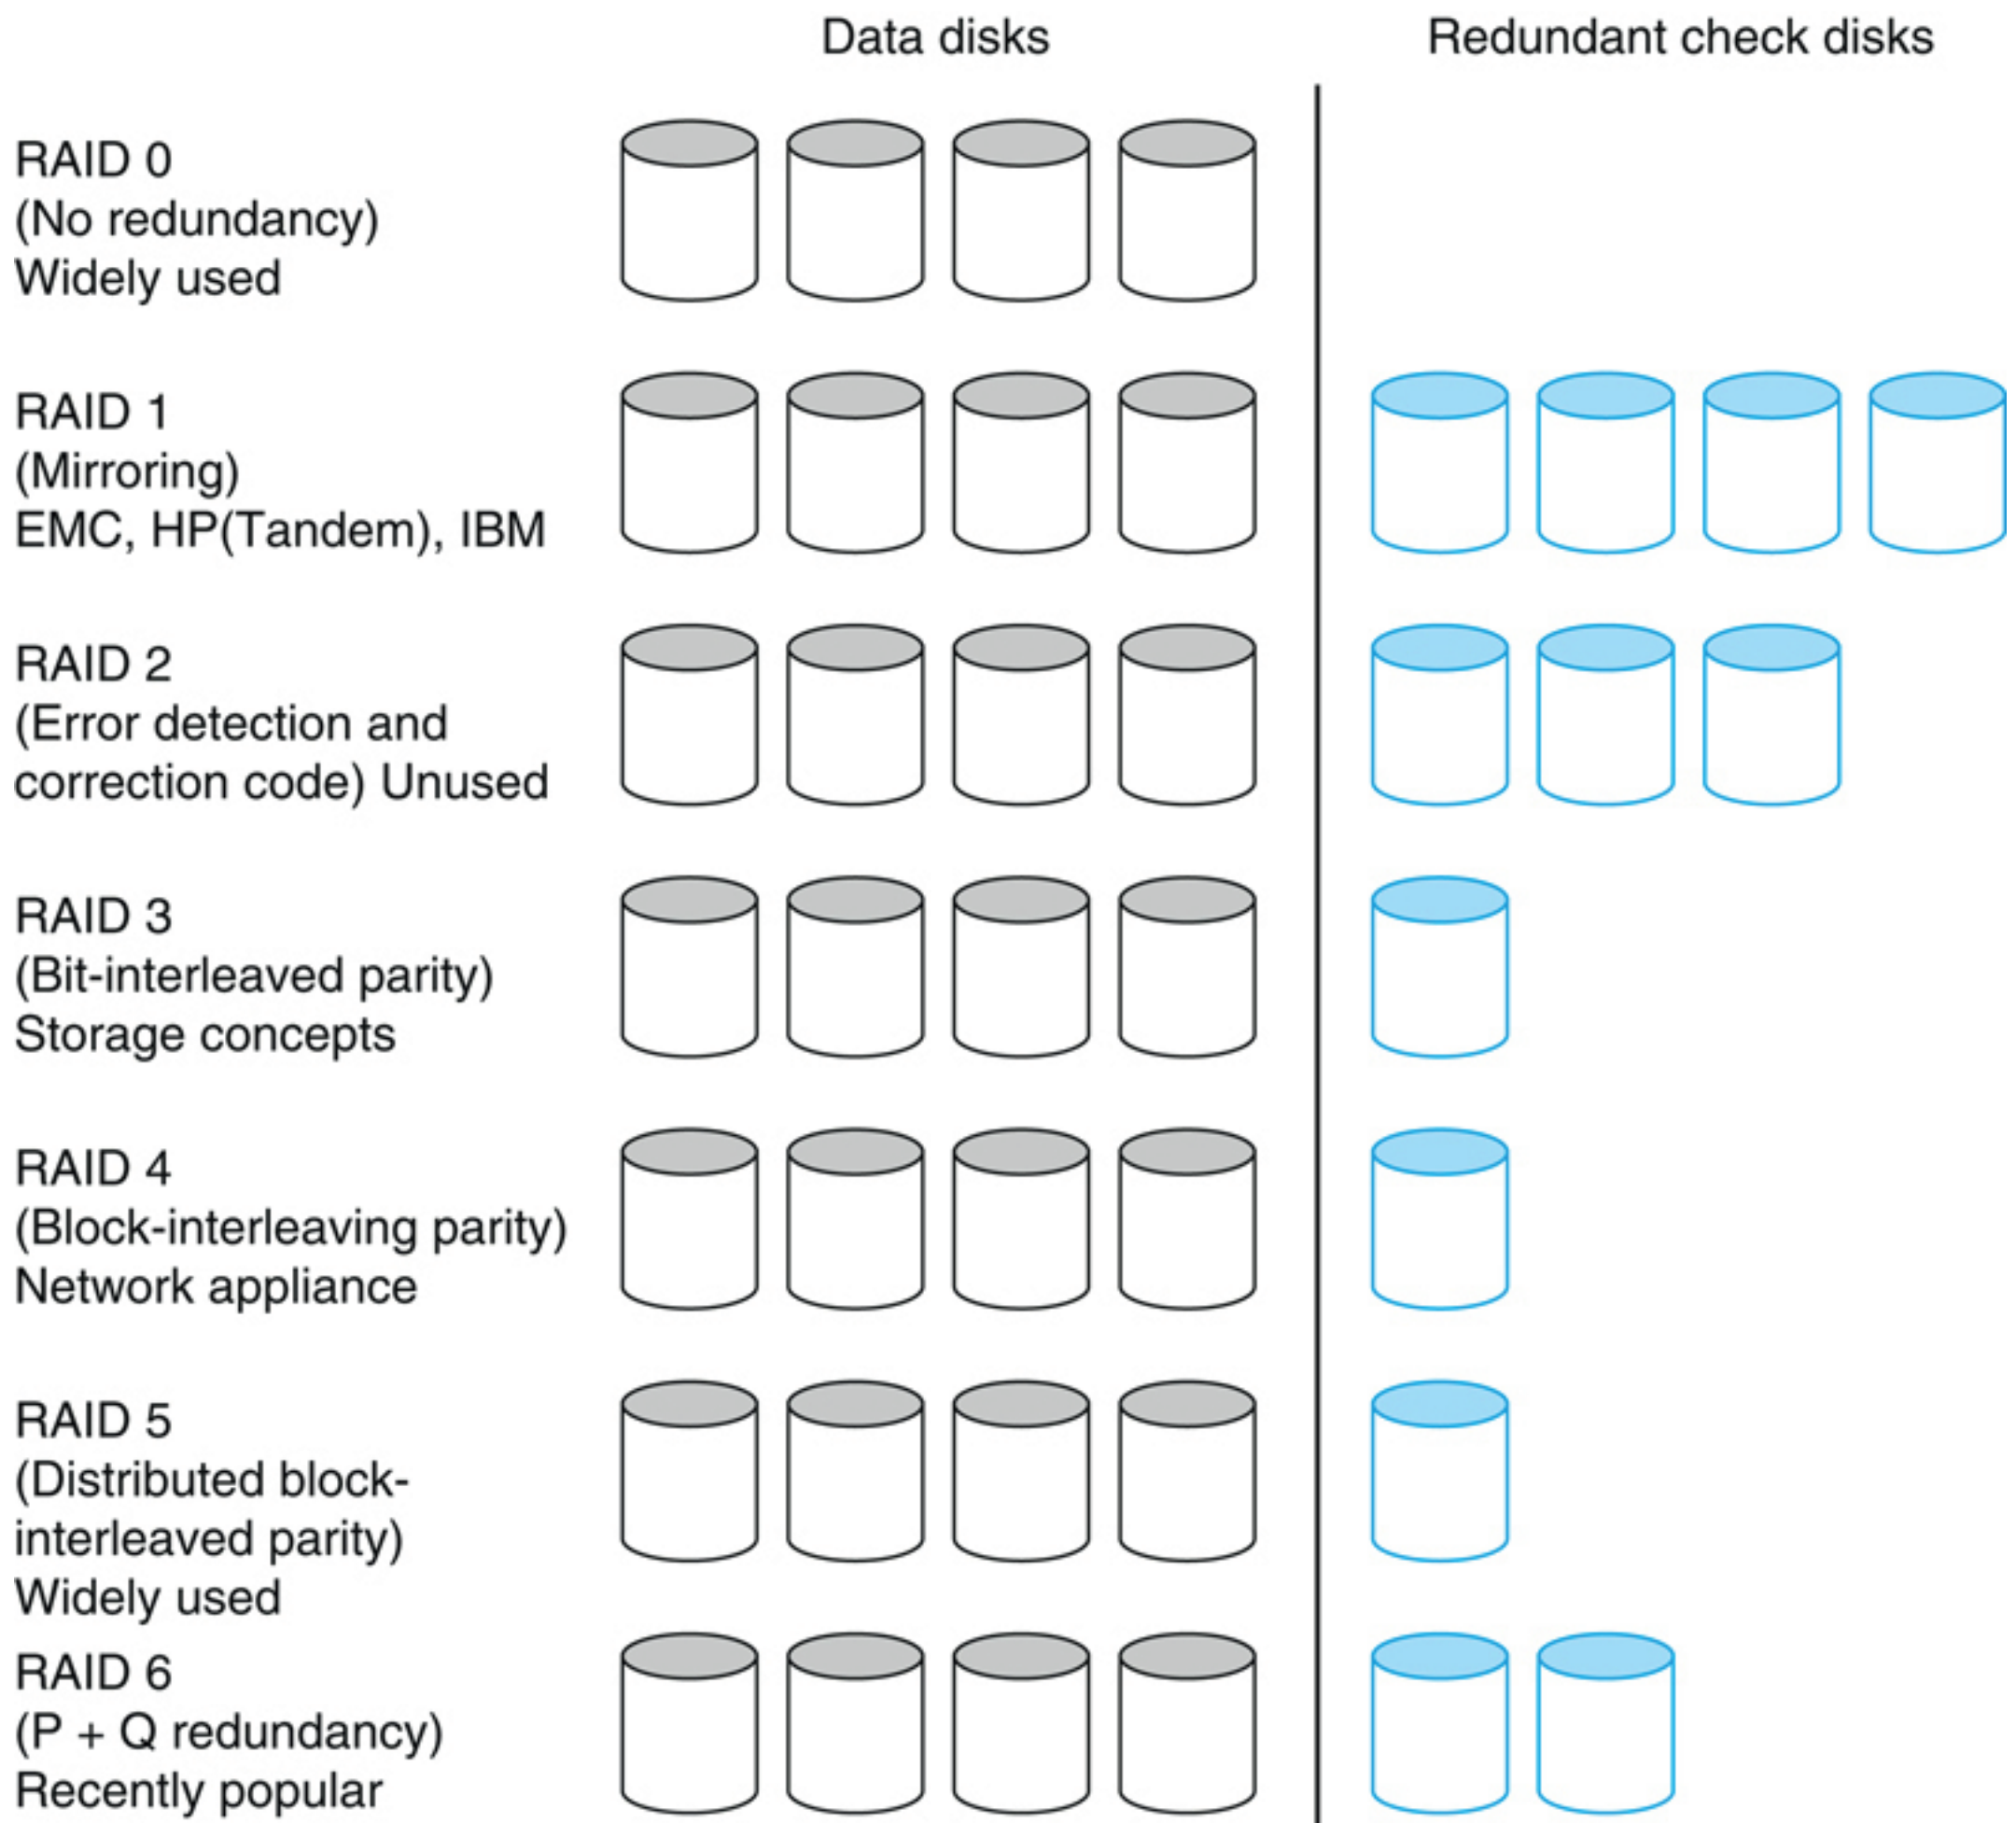 Data disks
Redundant check disks
RAID 0
(No redundancy)
Widely used
RAID 1
(Mirroring)
EMC, HP(Tandem), IBM
RAID 2
(Error detection and
correction code) Unused
RAID 3
(Bit-interleaved parity)
Storage concepts
RAID 4
(Block-interleaving parity)
Network appliance
RAID 5
(Distributed block-
interleaved parity)
Widely used
RAID 6
(P + Q redundancy)
Recently popular